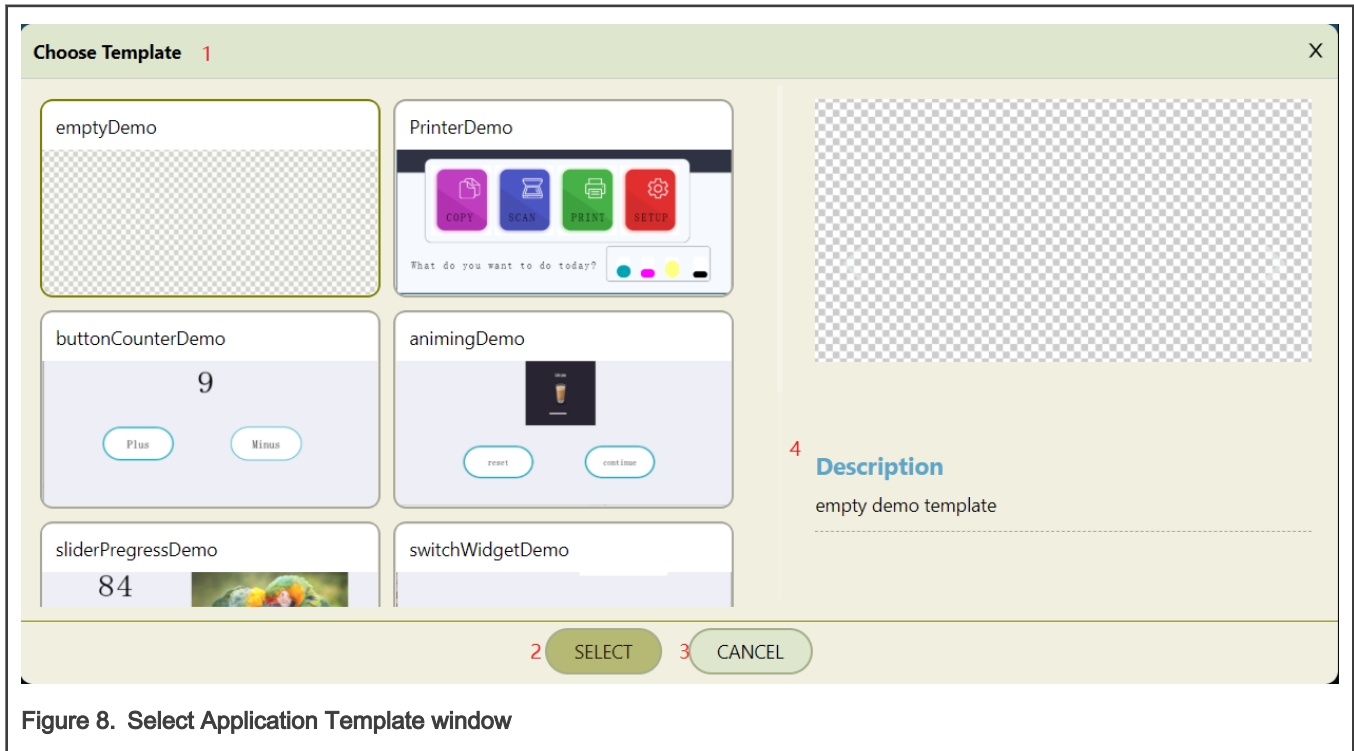 Choose Template 1 X
emptyDemo
PrinterDemo
COPY SCAN PRINT SETUP
What do you want to do today?
buttonCounterDemo
9
Plus Minus
animingDemo
reset continue
sliderPregressDemo
84
switchWidgetDemo
4
Description
empty demo template
2 SELECT 3 CANCEL
Figure 8. Select Application Template window